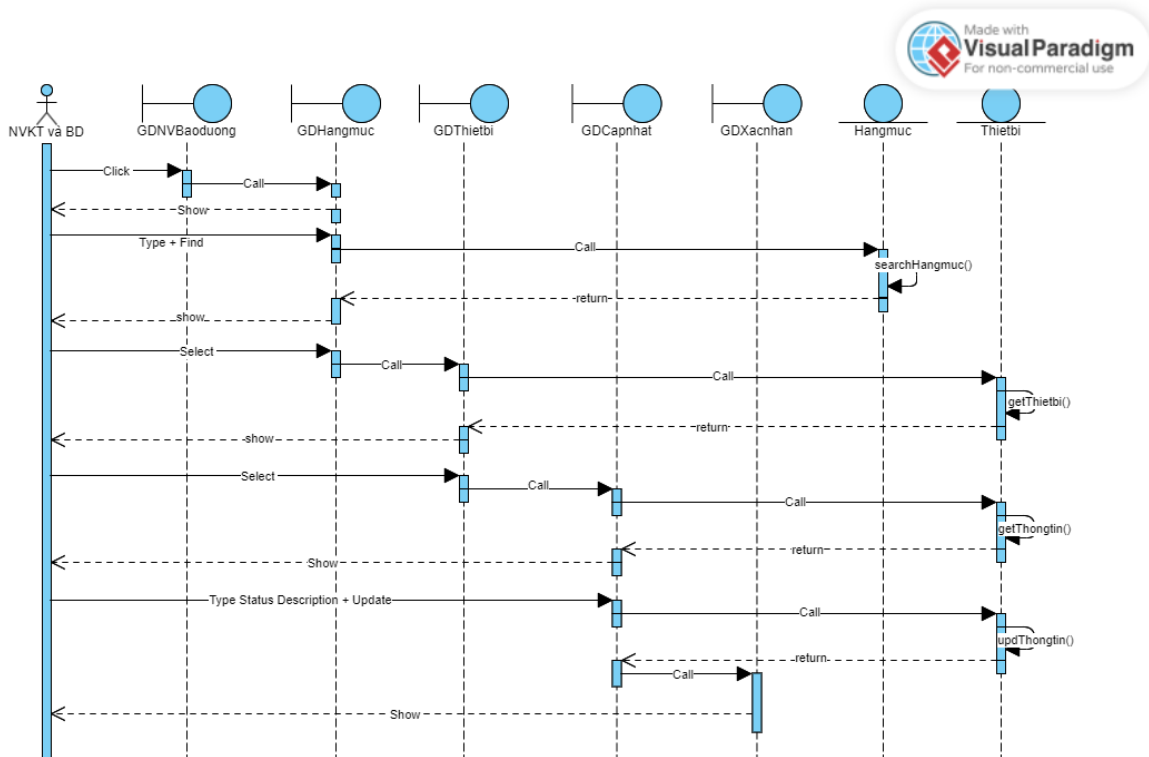 Made with
Visual Paradigm
For non-commercial use
NVKT và BD
GDNVBaoduong
GDHangmuc
GDThietbi
GDCapnhat
GDXacnhan
Hangmuc
Thietbi
Click
Call
Show
Type + Find
Call
searchHangmuc()
return
show
Select
Call
Call
getThietbi()
return
show
Select
Call
Call
getThongtin()
return
Show
Type Status Description + Update
Call
updThongtin()
return
Call
Show